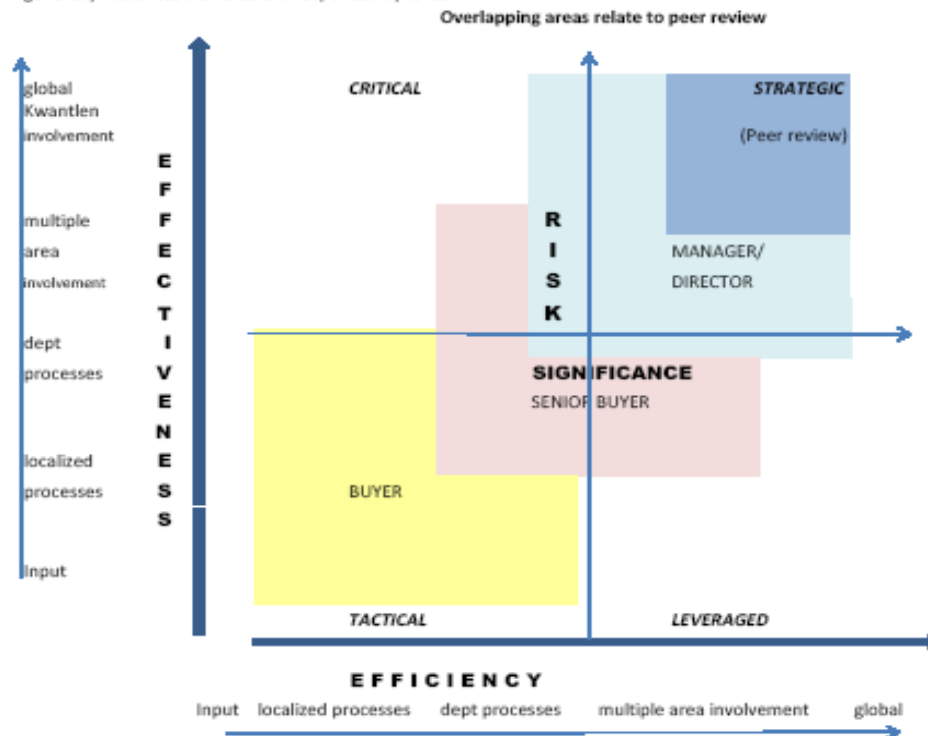 Overlapping areas relate to peer review
global
Kwantlen
involvement
multiple
area
involvement
dept
processes
localized
processes
Input
EFFECTIVENESS
CRITICAL
STRATEGIC
(Peer review)
RISK
MANAGER/
DIRECTOR
SIGNIFICANCE
SENIOR BUYER
BUYER
TACTICAL
LEVERAGED
EFFICIENCY
Input localized processes dept processes multiple area involvement global